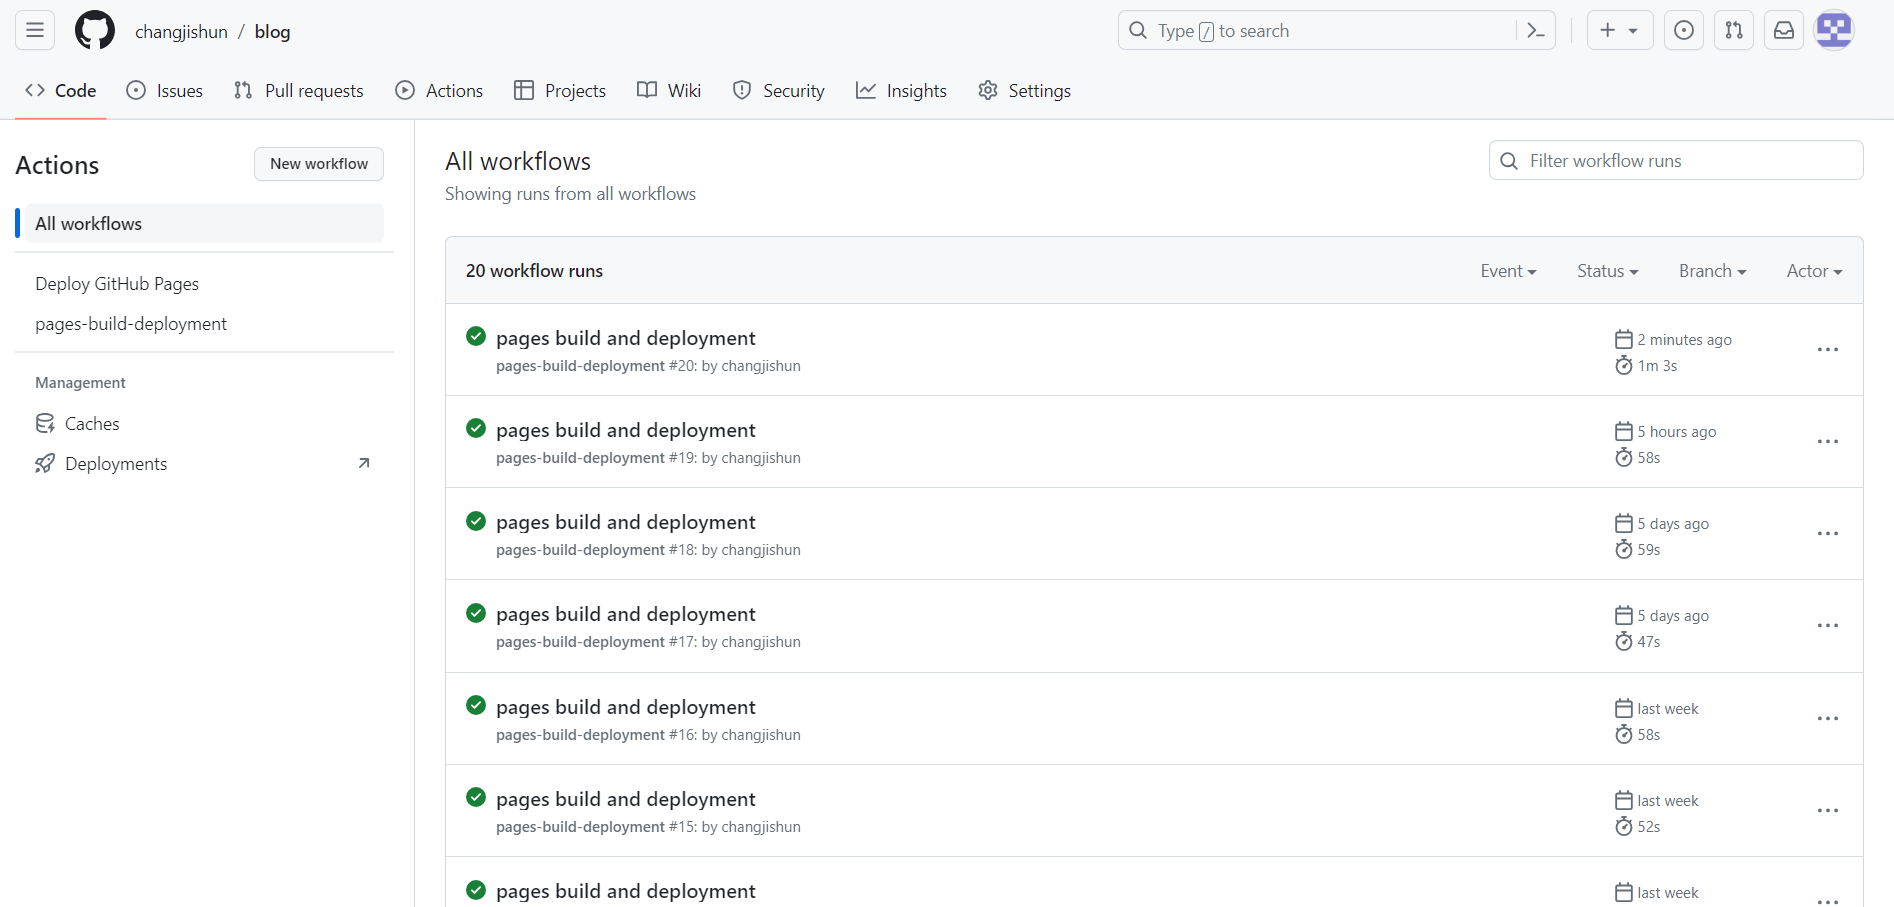 changjishun / blog
Type / to search
Code Issues Pull requests Actions Projects Wiki Security Insights Settings
Actions
New workflow
All workflows
Deploy GitHub Pages
pages-build-deployment
Management
Caches
Deployments
All workflows
Showing runs from all workflows
Filter workflow runs
20 workflow runs
Event Status Branch Actor
pages build and deployment
pages-build-deployment #20: by changjishun
2 minutes ago
1m 3s
pages build and deployment
pages-build-deployment #19: by changjishun
5 hours ago
58s
pages build and deployment
pages-build-deployment #18: by changjishun
5 days ago
59s
pages build and deployment
pages-build-deployment #17: by changjishun
5 days ago
47s
pages build and deployment
pages-build-deployment #16: by changjishun
last week
58s
pages build and deployment
pages-build-deployment #15: by changjishun
last week
52s
pages build and deployment
last week